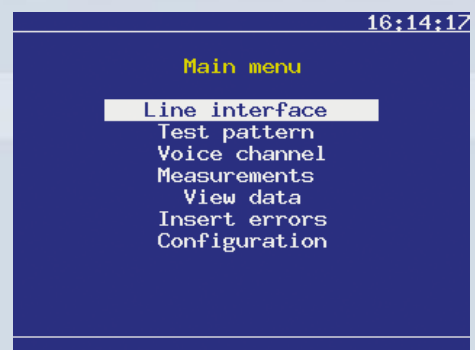 16:14:17
Main menu
Line interface
Test pattern
Voice channel
Measurements
View data
Insert errors
Configuration